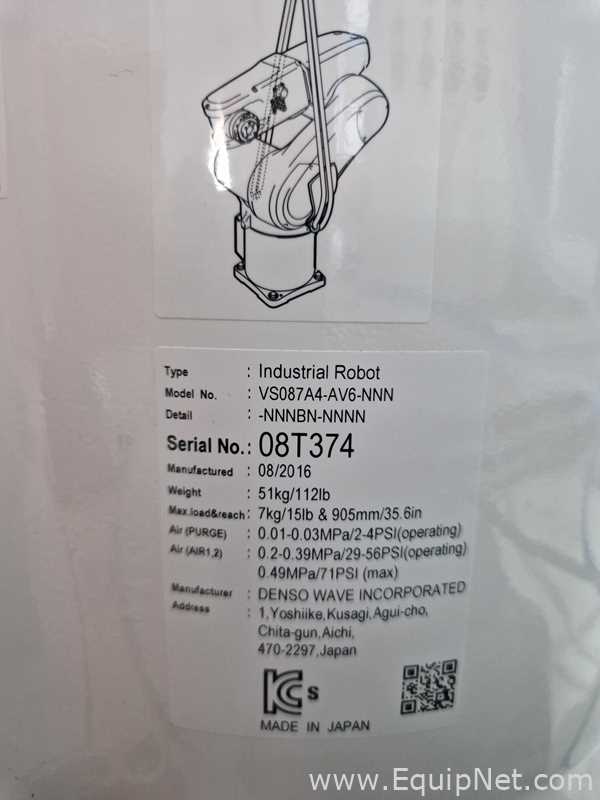 Type : Industrial Robot
Model No. : VS087A4-AV6-NNN
Detail : -NNNBN-NNNN
Serial No.: 08T374
Manufactured : 08/2016
Weight : 51kg/112lb
Max.load&reach: 7kg/15lb & 905mm/35.6in
Air (PURGE) : 0.01-0.03MPa/2-4PSI(operating)
Air (AIR1,2) : 0.2-0.39MPa/29-56PSI(operating)
0.49MPa/71PSI (max)
Manufacturer : DENSO WAVE INCORPORATED
Address : 1,Yoshiike,Kusagi,Agui-cho,
Chita-gun,Aichi,
470-2297,Japan
KC s
MADE IN JAPAN
www.EquipNet.com